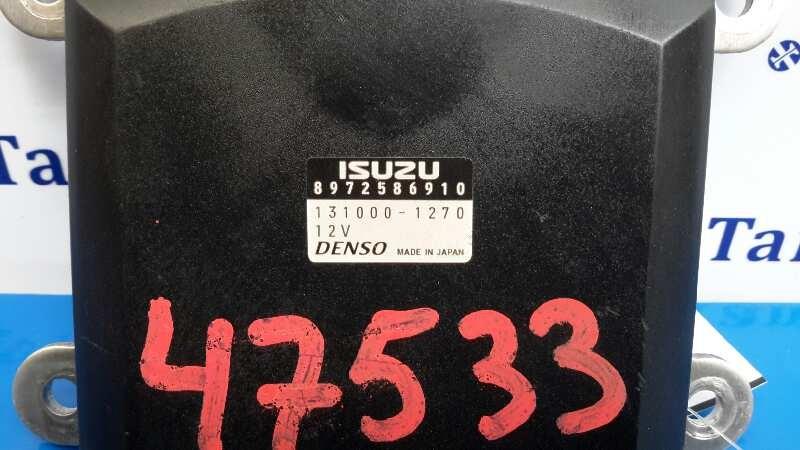 ISUZU
8972586910
131000-1270
12V
DENSO MADE IN JAPAN
47533